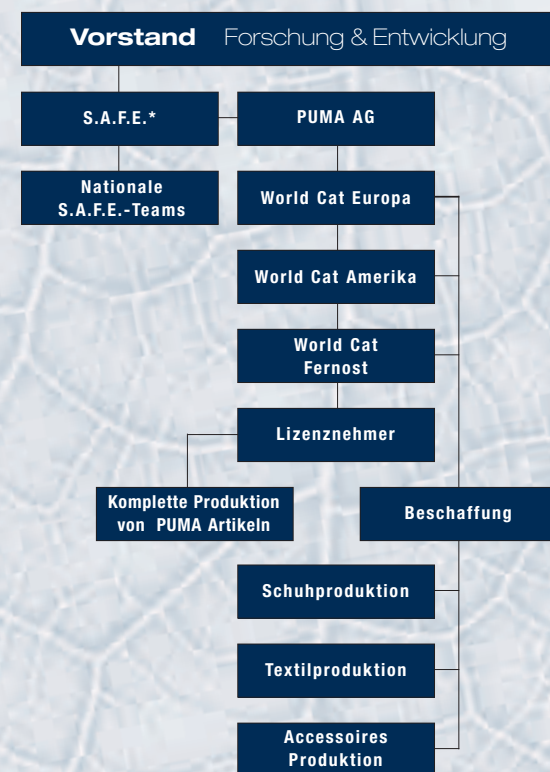 Vorstand Forschung & Entwicklung
S.A.F.E.*
PUMA AG
Nationale
S.A.F.E.-Teams
World Cat Europa
World Cat Amerika
World Cat
Fernost
Lizenznehmer
Komplette Produktion
von PUMA Artikeln
Beschaffung
Schuhproduktion
Textilproduktion
Accessoires
Produktion